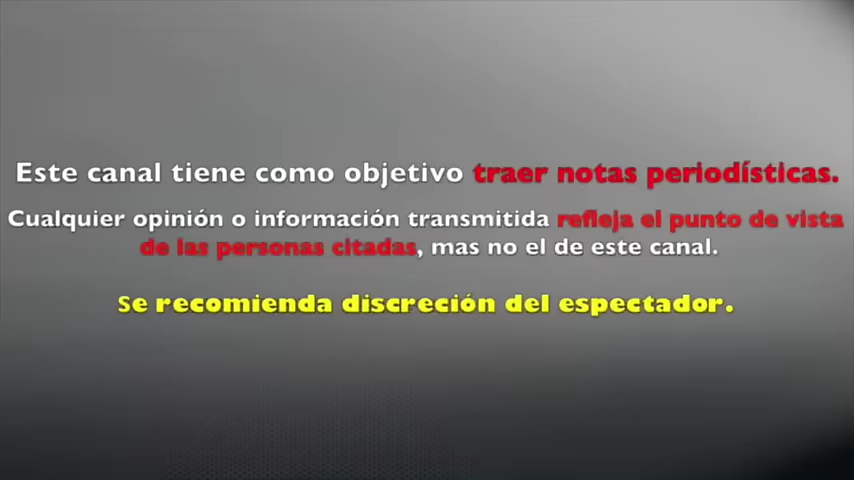 Este canal tiene como objetivo traer notas periodísticas.
Cualquier opinión o información transmitida refleja el punto de vista
de las personas citadas, mas no el de este canal.
Se recomienda discreción del espectador.